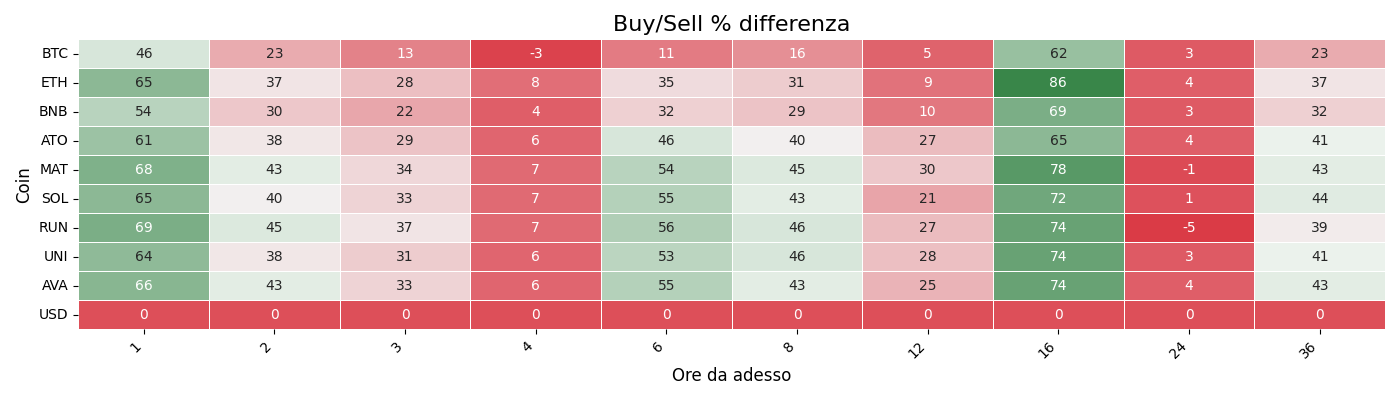 Buy/Sell % differenza
Coin
BTC 46 23 13 -3 11 16 5 62 3 23
ETH 65 37 28 8 35 31 9 86 4 37
BNB 54 30 22 4 32 29 10 69 3 32
ATO 61 38 29 6 46 40 27 65 4 41
MAT 68 43 34 7 54 45 30 78 -1 43
SOL 65 40 33 7 55 43 21 72 1 44
RUN 69 45 37 7 56 46 27 74 -5 39
UNI 64 38 31 6 53 46 28 74 3 41
AVA 66 43 33 6 55 43 25 74 4 43
USD 0 0 0 0 0 0 0 0 0 0
1 2 3 4 6 8 12 16 24 36
Ore da adesso